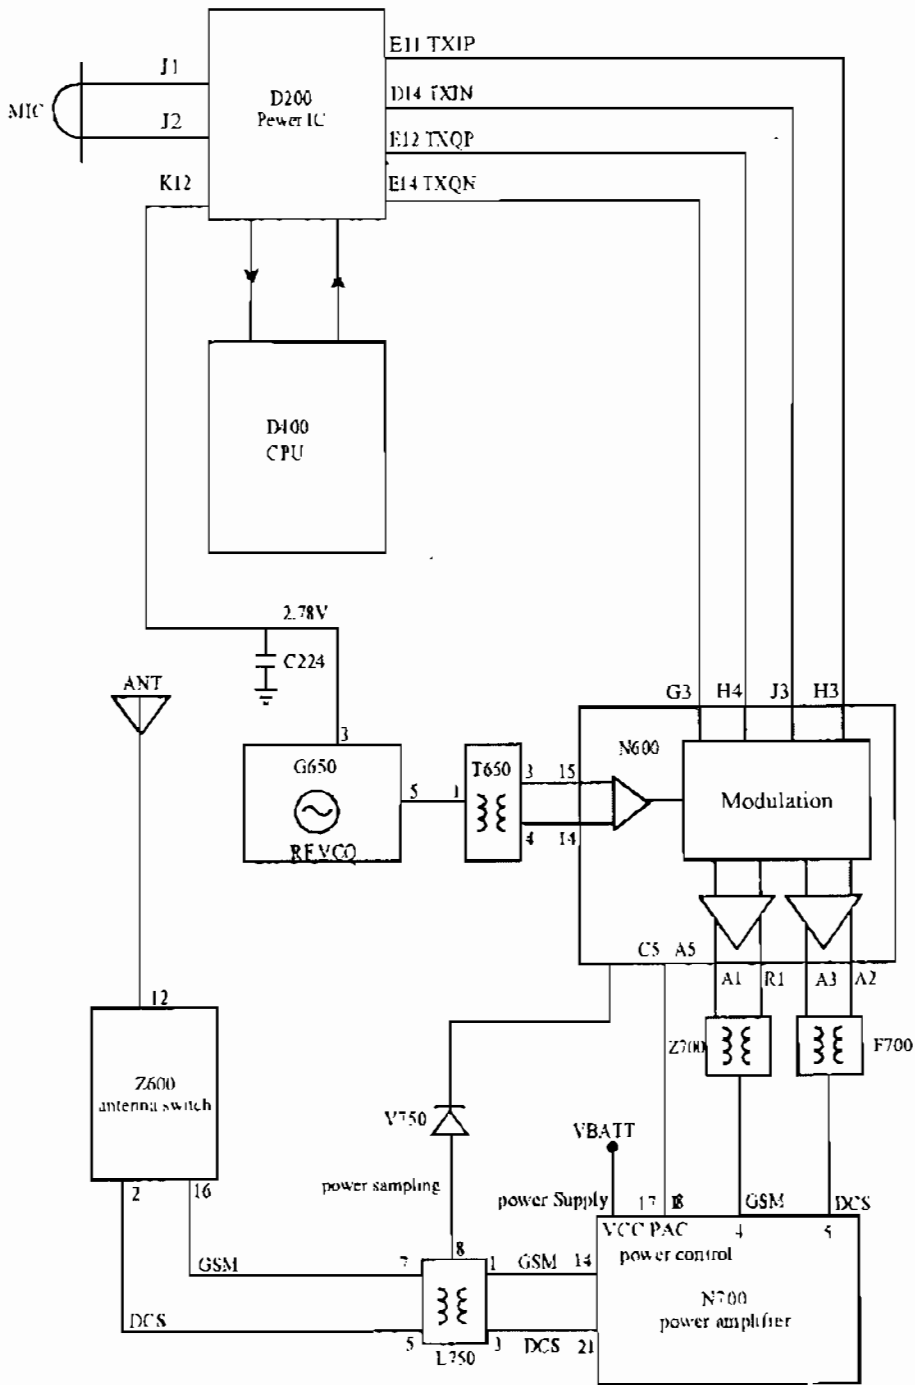 E11 TXIP
J1
D200
Power IC
D14 TXIN
MIC
J2
E12 TXQP
K12
E14 TXQN
D400
CPU
2.78V
C224
ANT
G3
H4
J3
H3
3
G650
T650
3
15
N600
5
1
Modulation
4
14
C5
A5
12
A1
A3
A2
Z700
Z600
antenna switch
V750
VBATT
2
16
power sampling
power Supply
17
GSM
DCS
VCC PAC
4
5
8
power control
GSM
7
1
GSM
14
N700
power amplifier
DCS
5
3
DCS
21
L750